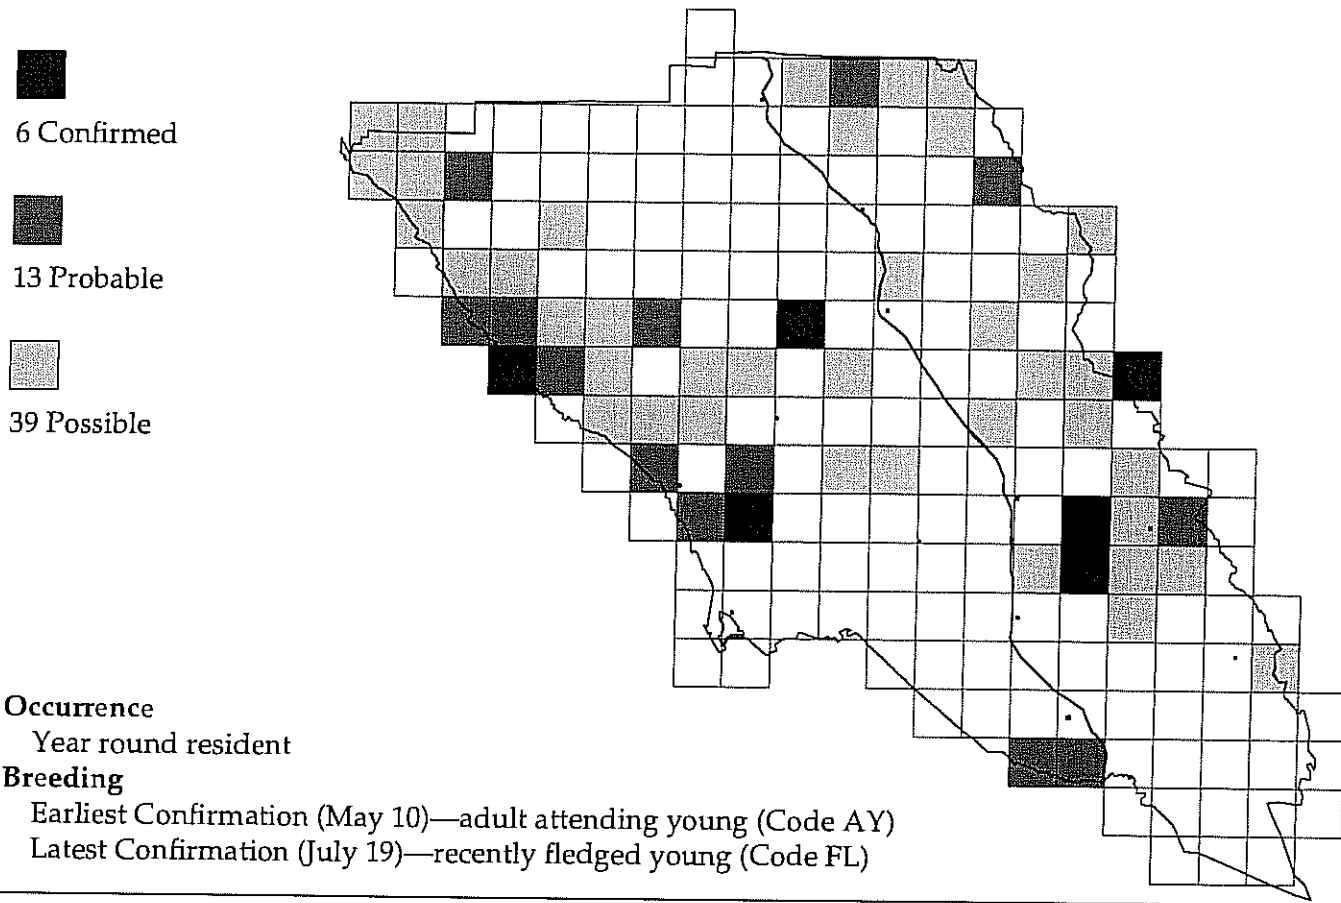 6 Confirmed
13 Probable
39 Possible
Occurrence
Year round resident
Breeding
Earliest Confirmation (May 10)—adult attending young (Code AY)
Latest Confirmation (July 19)—recently fledged young (Code FL)